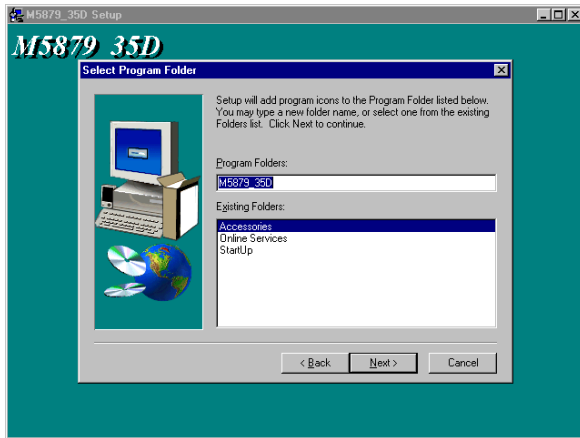 M5879_35D Setup
M5879 35D
Select Program Folder
Setup will add program icons to the Program Folder listed below.
You may type a new folder name, or select one from the existing
Folders list. Click Next to continue.
Program Folders:
M5879_35D
Existing Folders:
Accessories
Online Services
StartUp
< Back Next > Cancel